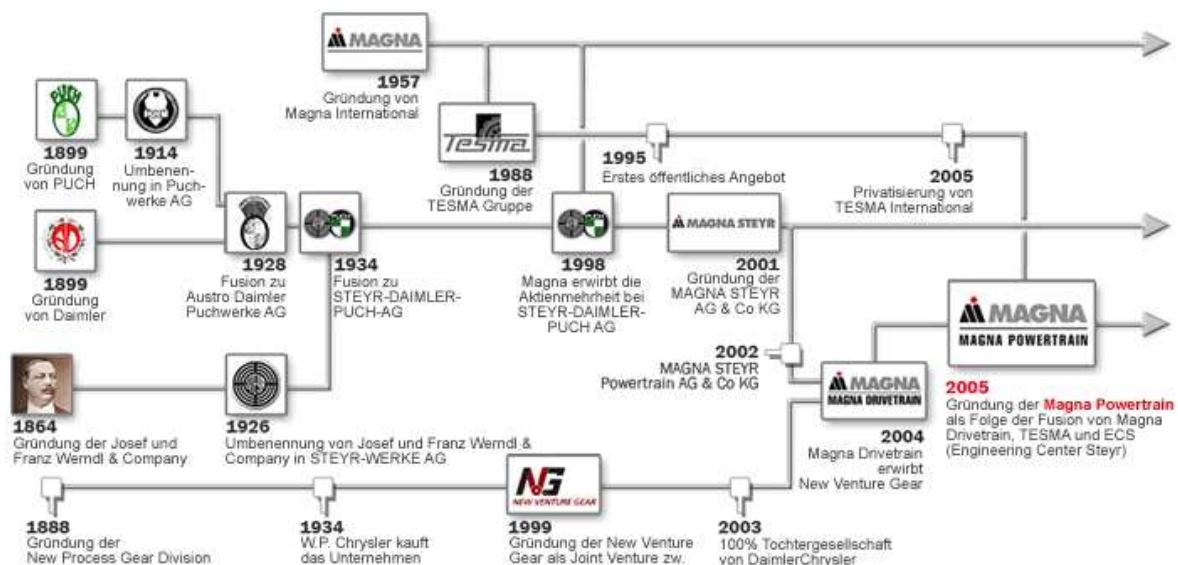 MAGNA
1957
Gründung von
Magna International
PUCH
1899
Gründung
von PUCH
1914
Umbenen-
nung in Puch-
werke AG
Tesma
1988
Gründung der
TESMA Gruppe
1995
Erstes öffentliches Angebot
2005
Privatisierung von
TESMA International
AD
1899
Gründung
von Daimler
1928
Fusion zu
Austro Daimler
Puchwerke AG
1934
Fusion zu
STEYR-DAIMLER-
PUCH-AG
1998
Magna erwirbt die
Aktienmehrheit bei
STEYR-DAIMLER-
PUCH AG
MAGNA STEYR
2001
Gründung der
MAGNA STEYR
AG & Co KG
2002
MAGNA STEYR
Powertrain AG & Co KG
MAGNA
MAGNA POWERTRAIN
2005
Gründung der Magna Powertrain
als Folge der Fusion von Magna
Drivetrain, TESMA und ECS
(Engineering Center Steyr)
MAGNA
MAGNA DRIVETRAIN
2004
Magna Drivetrain
erwirbt
New Venture Gear
1864
Gründung der Josef und
Franz Werndl & Company
1926
Umbenennung von Josef und Franz Werndl &
Company in STEYR-WERKE AG
1888
Gründung der
New Process Gear Division
1934
W.P. Chrysler kauft
das Unternehmen
NG
NEW VENTURE GEAR
1999
Gründung der New Venture
Gear als Joint Venture zw.
2003
100% Tochtergesellschaft
von DaimlerChrysler